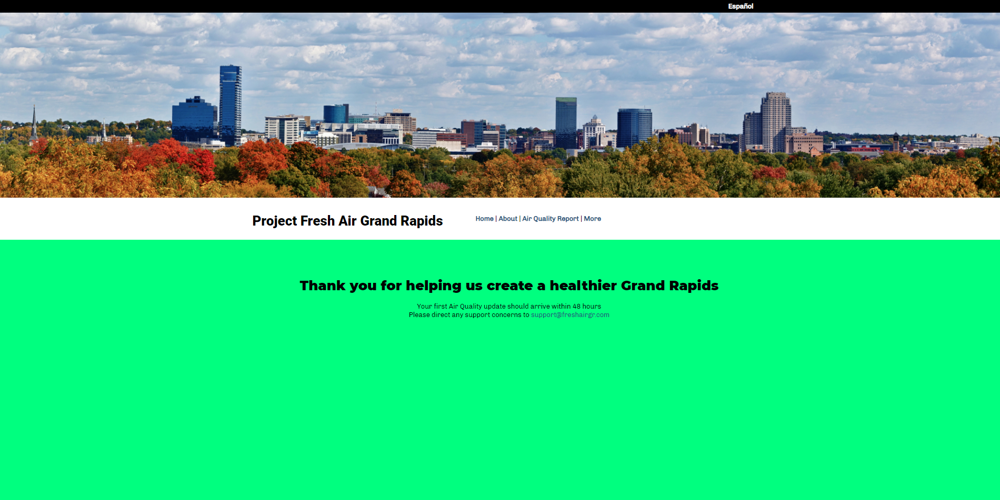 Español
Project Fresh Air Grand Rapids
Home | About | Air Quality Report | More
Thank you for helping us create a healthier Grand Rapids
Your first Air Quality update should arrive within 48 hours
Please direct any support concerns to support@freshairgr.com